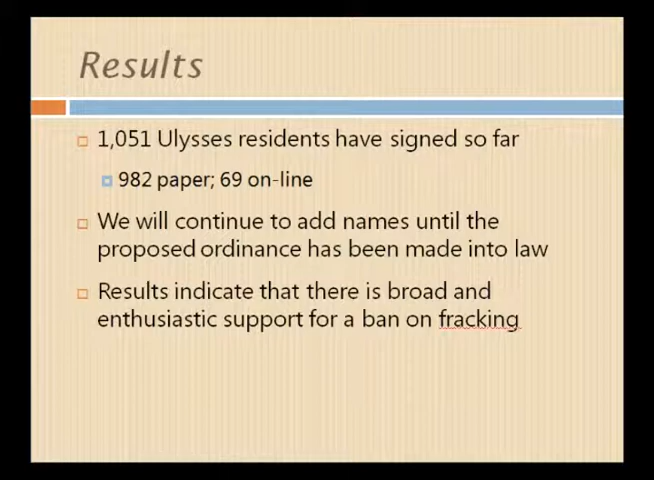 Results
1,051 Ulysses residents have signed so far
982 paper; 69 on-line
We will continue to add names until the
proposed ordinance has been made into law
Results indicate that there is broad and
enthusiastic support for a ban on fracking